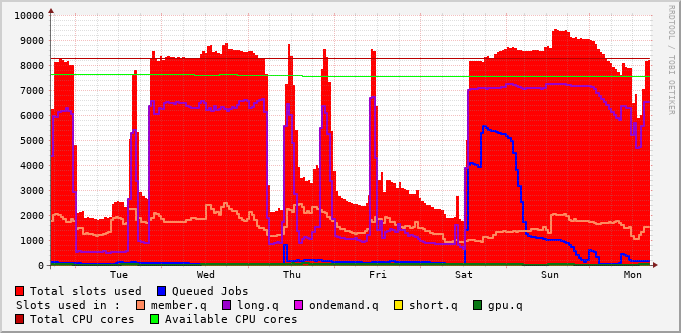 10000
9000
8000
7000
6000
5000
4000
3000
2000
1000
0
Tue Wed Thu Fri Sat Sun Mon
Total slots used Queued Jobs
Slots used in : member.q long.q ondemand.q short.q gpu.q
Total CPU cores Available CPU cores
RRDTOOL / TOBI OETIKER